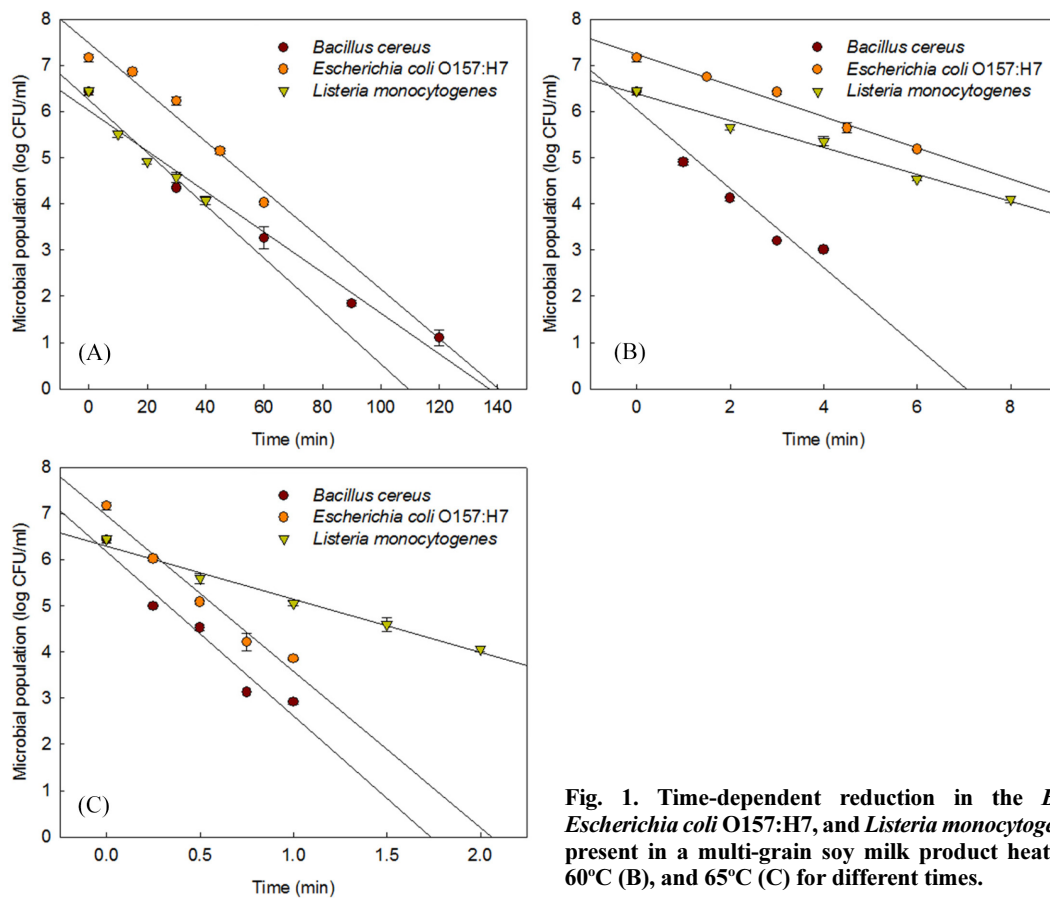 8
7
6
5
4
3
2
1
0
Microbial population (log CFU/ml)
Bacillus cereus
Escherichia coli O157:H7
Listeria monocytogenes
(A)
0 20 40 60 80 100 120 140
Time (min)
8
7
6
5
4
3
2
1
0
Microbial population (log CFU/ml)
Bacillus cereus
Escherichia coli O157:H7
Listeria monocytogenes
(B)
0 2 4 6 8
Time (min)
8
7
6
5
4
3
2
1
0
Microbial population (log CFU/ml)
Bacillus cereus
Escherichia coli O157:H7
Listeria monocytogenes
(C)
0.0 0.5 1.0 1.5 2.0
Time (min)
Fig. 1. Time-dependent reduction in the
Escherichia coli O157:H7, and Listeria
present in a multi-grain soy milk product
60ºC (B), and 65ºC (C) for different times.